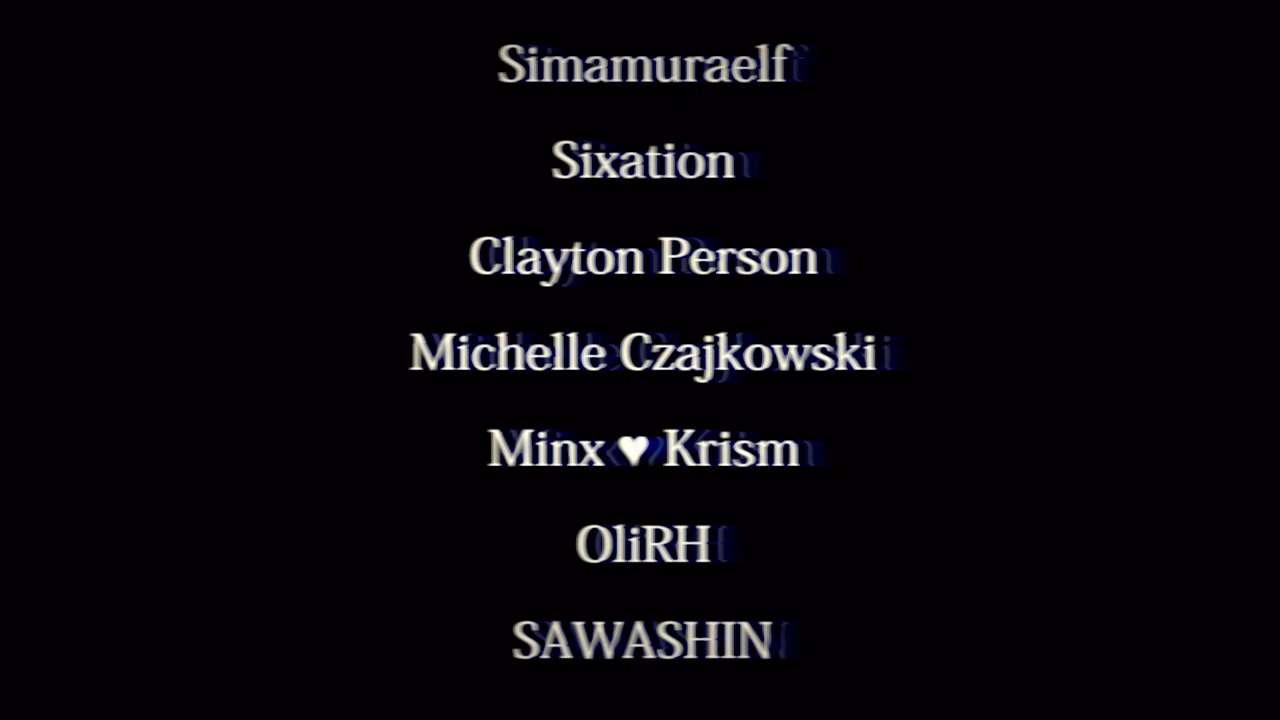 Simamuraelf
Sixation
Clayton Person
Michelle Czajkowski
Minx ♥ Krism
OliRH
SAWASHIN